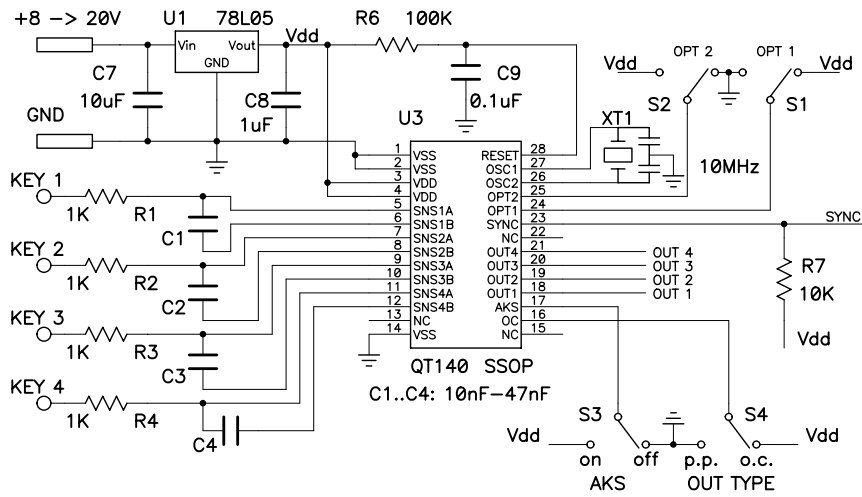 +8 -> 20V
U1 78L05
Vin Vout
GND
Vdd
R6 100K
C7
10uF
C8
1uF
C9
0.1uF
GND
Vdd
OPT 2
OPT 1
Vdd
S2
S1
XT1
10MHz
U3
1 VSS RESET 28
2 VSS OSC1 27
3 VDD OSC2 26
4 VDD OPT2 25
5 SNS1A OPT1 24
6 SNS1B SYNC 23
7 SNS2A NC 22
8 SNS2B OUT4 21
9 SNS3A OUT3 20
10 SNS3B OUT2 19
11 SNS4A OUT1 18
12 SNS4B AKS 17
13 NC OC 16
14 VSS NC 15
QT140 SSOP
C1..C4: 10nF-47nF
KEY 1
1K R1
C1
KEY 2
1K R2
C2
KEY 3
1K R3
C3
KEY 4
1K R4
C4
SYNC
OUT 4
OUT 3
OUT 2
OUT 1
R7
10K
Vdd
S3
S4
Vdd
Vdd
on off p.p. o.c.
AKS OUT TYPE